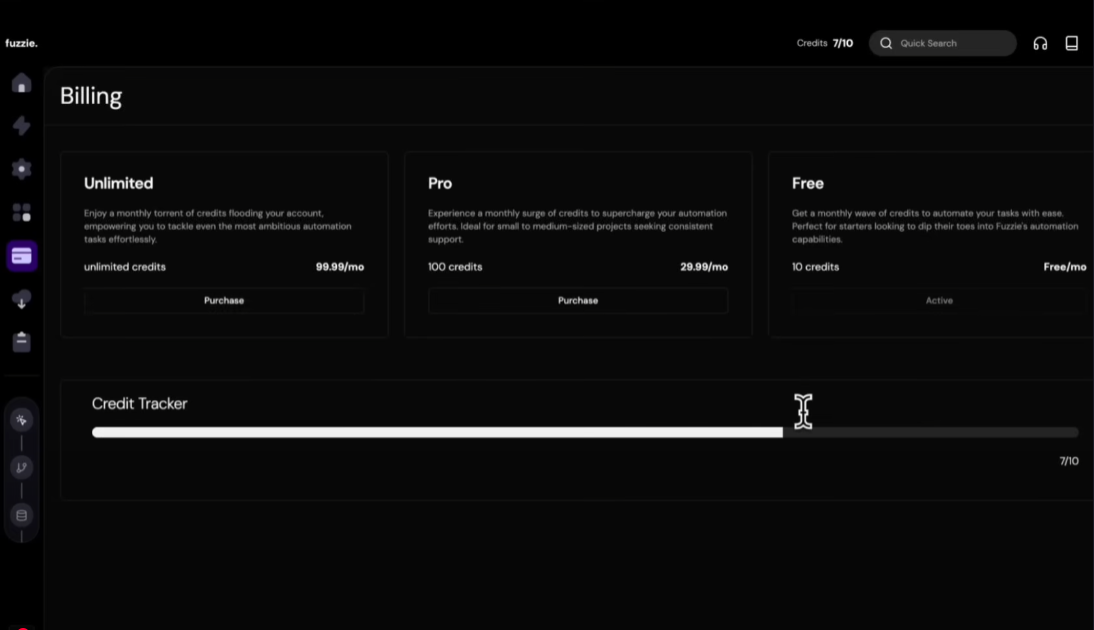 fuzzie.
Credits 7/10
Quick Search
Billing
Unlimited
Enjoy a monthly torrent of credits flooding your account,
empowering you to tackle even the most ambitious automation
tasks effortlessly.
unlimited credits 99.99/mo
Purchase
Pro
Experience a monthly surge of credits to supercharge your automation
efforts. Ideal for small to medium-sized projects seeking consistent
support.
100 credits 29.99/mo
Purchase
Free
Get a monthly wave of credits to automate your tasks with ease.
Perfect for starters looking to dip their toes into Fuzzie's automation
capabilities.
10 credits Free/mo
Active
Credit Tracker
7/10